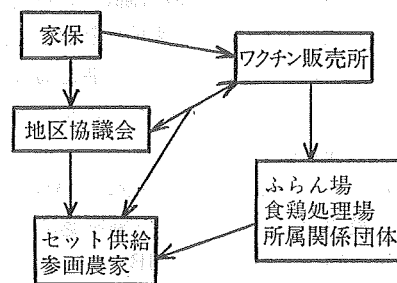 家保
ワクチン販売所
地区協議会
ふらん場
食鶏処理場
所属関係団体
セット供給
参画農家